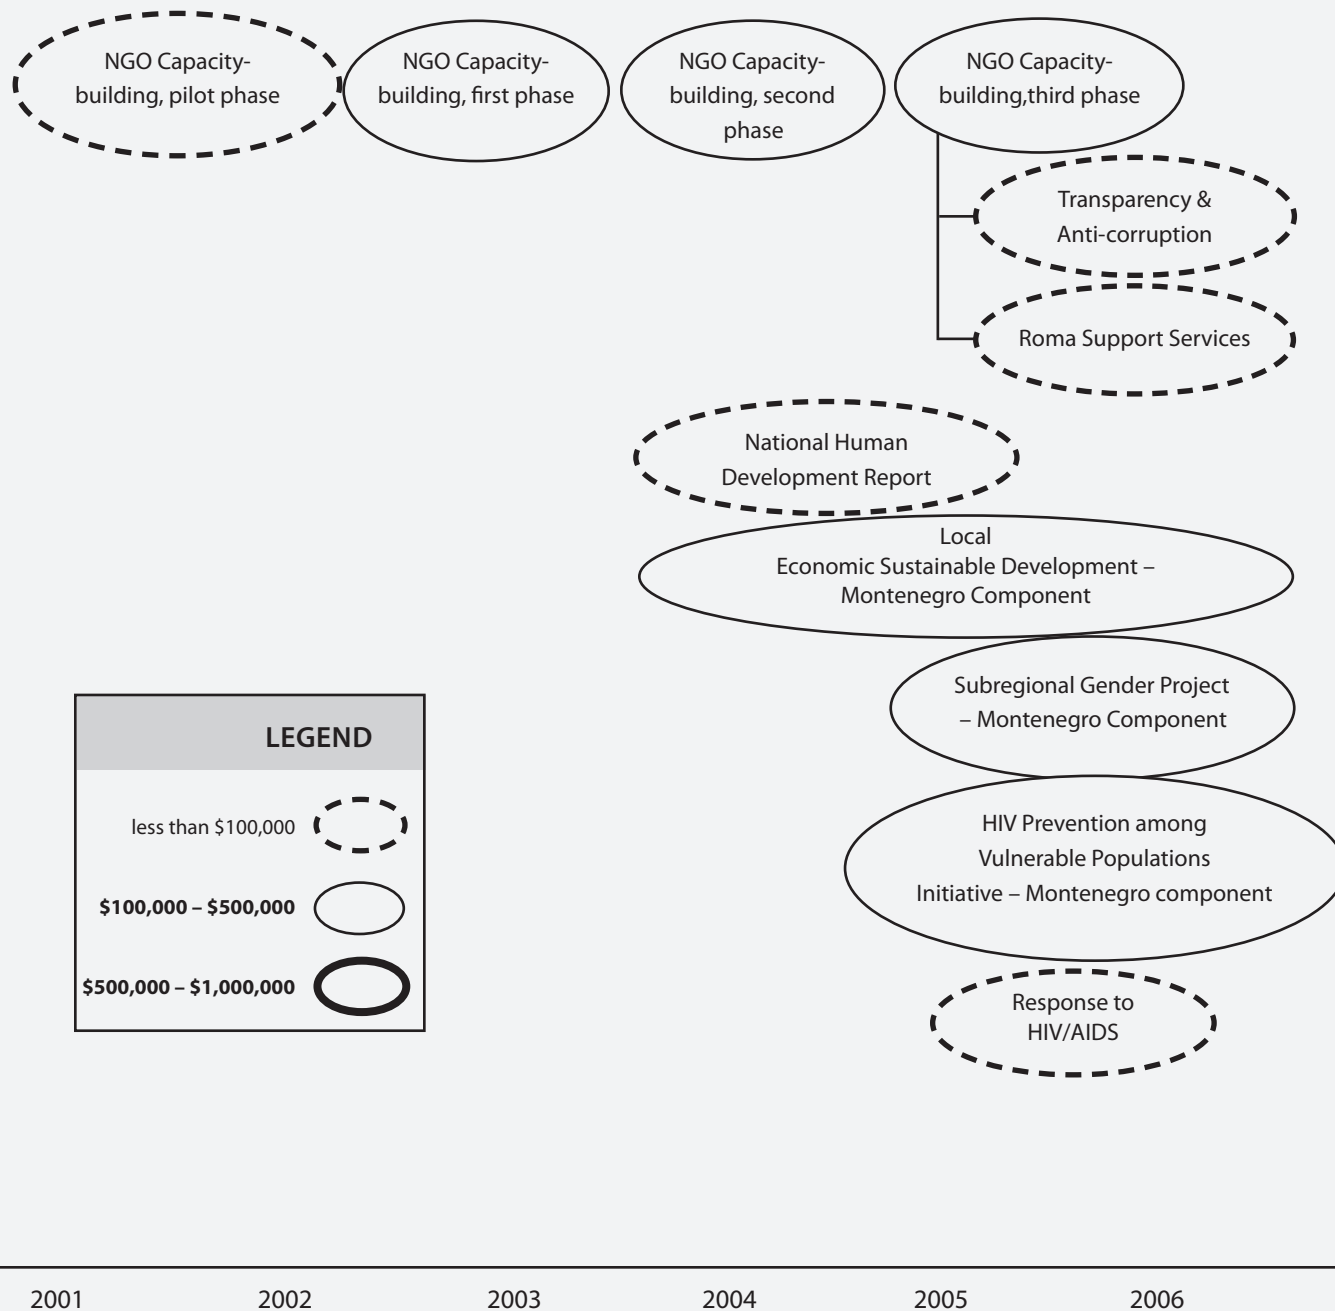 NGO Capacity-
building, pilot phase
NGO Capacity-
building, first phase
NGO Capacity-
building, second
phase
NGO Capacity-
building,third phase
Transparency &
Anti-corruption
Roma Support Services
National Human
Development Report
Local
Economic Sustainable Development –
Montenegro Component
Subregional Gender Project
– Montenegro Component
HIV Prevention among
Vulnerable Populations
Initiative – Montenegro component
Response to
HIV/AIDS
LEGEND
less than $100,000
$100,000 – $500,000
$500,000 – $1,000,000
2001 2002 2003 2004 2005 2006